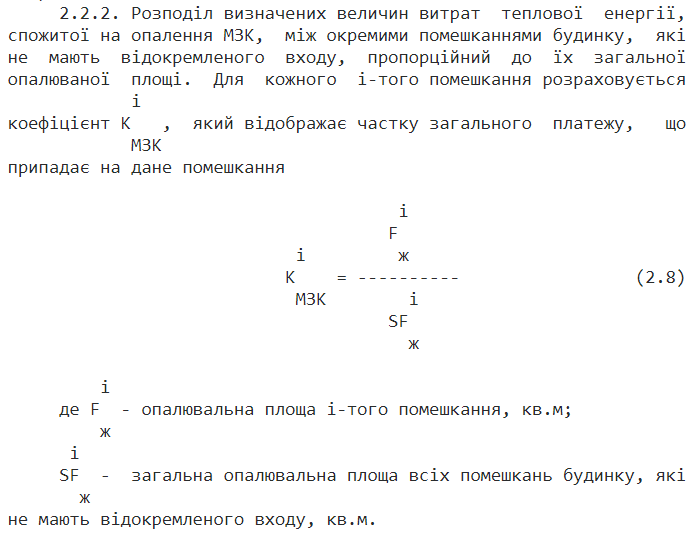 2.2.2. Розподіл визначених величин витрат теплової енергії,
спожитої на опалення МЗК, між окремими помешканнями будинку, які
не мають відокремленого входу, пропорційний до їх загальної
опалюваної площі. Для кожного і-того помешкання розраховується
і
коефіцієнт K , який відображає частку загального платежу, що
МЗК
припадає на дане помешкання
і
F
і ж
K = ---------- (2.8)
МЗК і
SF
ж
і
де F - опалювальна площа і-того помешкання, кв.м;
ж
і
SF - загальна опалювальна площа всіх помешкань будинку, які
ж
не мають відокремленого входу, кв.м.